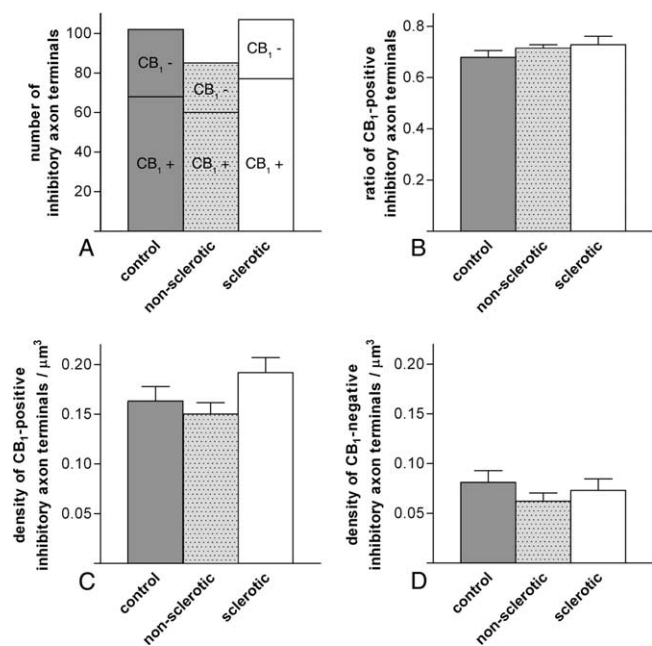 number of
inhibitory axon terminals
100
80
60
40
20
CB₁ -
CB₁ -
CB₁ -
CB₁ +
CB₁ +
CB₁ +
A
control
non-sclerotic
sclerotic
ratio of CB₁-positive
inhibitory axon terminals
0.8
0.6
0.4
0.2
B
control
non-sclerotic
sclerotic
density of CB₁-positive
inhibitory axon terminals / μm³
0.20
0.15
0.10
0.05
C
control
non-sclerotic
sclerotic
density of CB₁-negative
inhibitory axon terminals / μm³
0.20
0.15
0.10
0.05
D
control
non-sclerotic
sclerotic